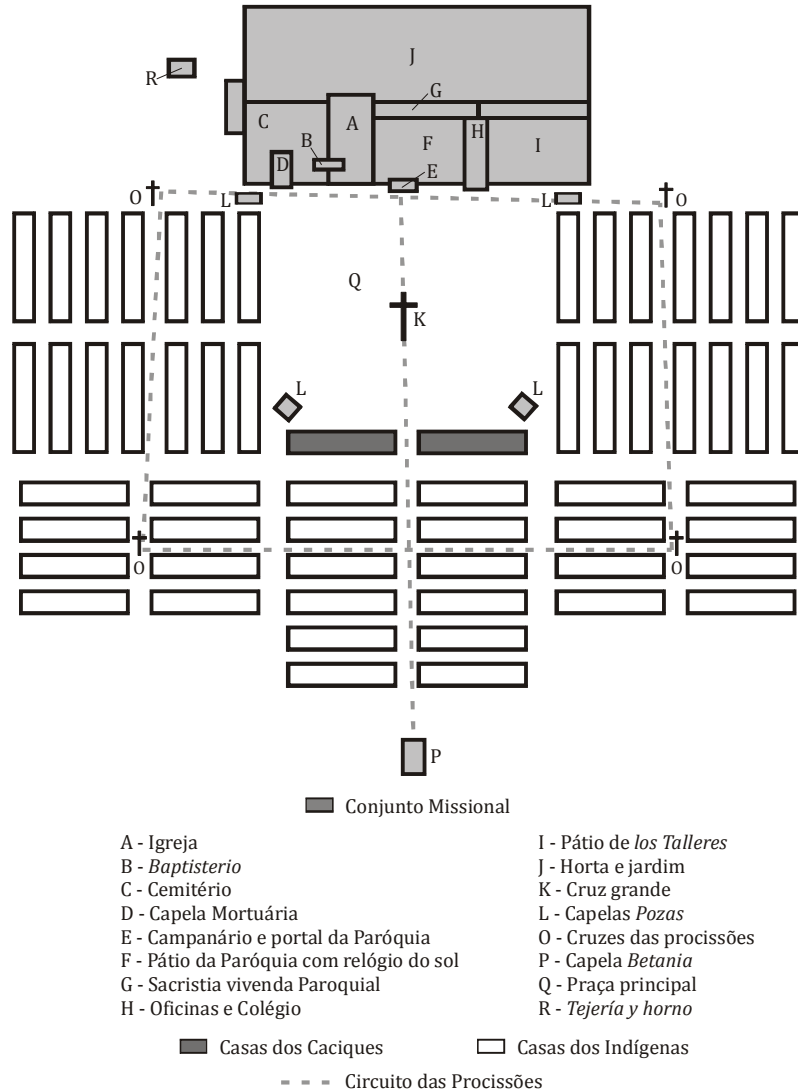 J
R
G
C
A
H
B
F
I
D
E
O
L
L
O
Q
K
L
L
O
O
P
Conjunto Missional
A - Igreja
B - Baptisterio
C - Cemitério
D - Capela Mortuária
E - Campanário e portal da Paróquia
F - Pátio da Paróquia com relógio do sol
G - Sacristia vivenda Paroquial
H - Oficinas e Colégio
I - Pátio de los Talleres
J - Horta e jardim
K - Cruz grande
L - Capelas Pozas
O - Cruzes das procissões
P - Capela Betania
Q - Praça principal
R - Tejería y horno
Casas dos Caciques
Casas dos Indígenas
Circuito das Procissões